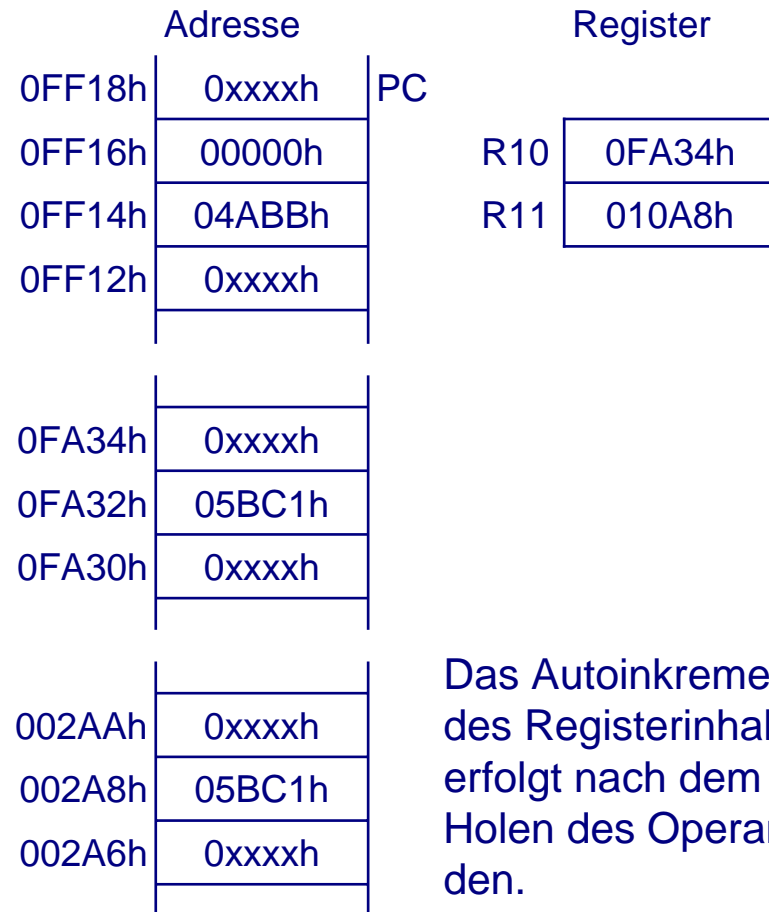 Adresse Register
0FF18h 0xxxxh PC
0FF16h 00000h R10 0FA34h
0FF14h 04ABBh R11 010A8h
0FF12h 0xxxxh
0FA34h 0xxxxh
0FA32h 05BC1h
0FA30h 0xxxxh
Das Autoinkreme
002AAh 0xxxxh des Registerinhal
002A8h 05BC1h erfolgt nach dem
002A6h 0xxxxh Holen des Operan
den.